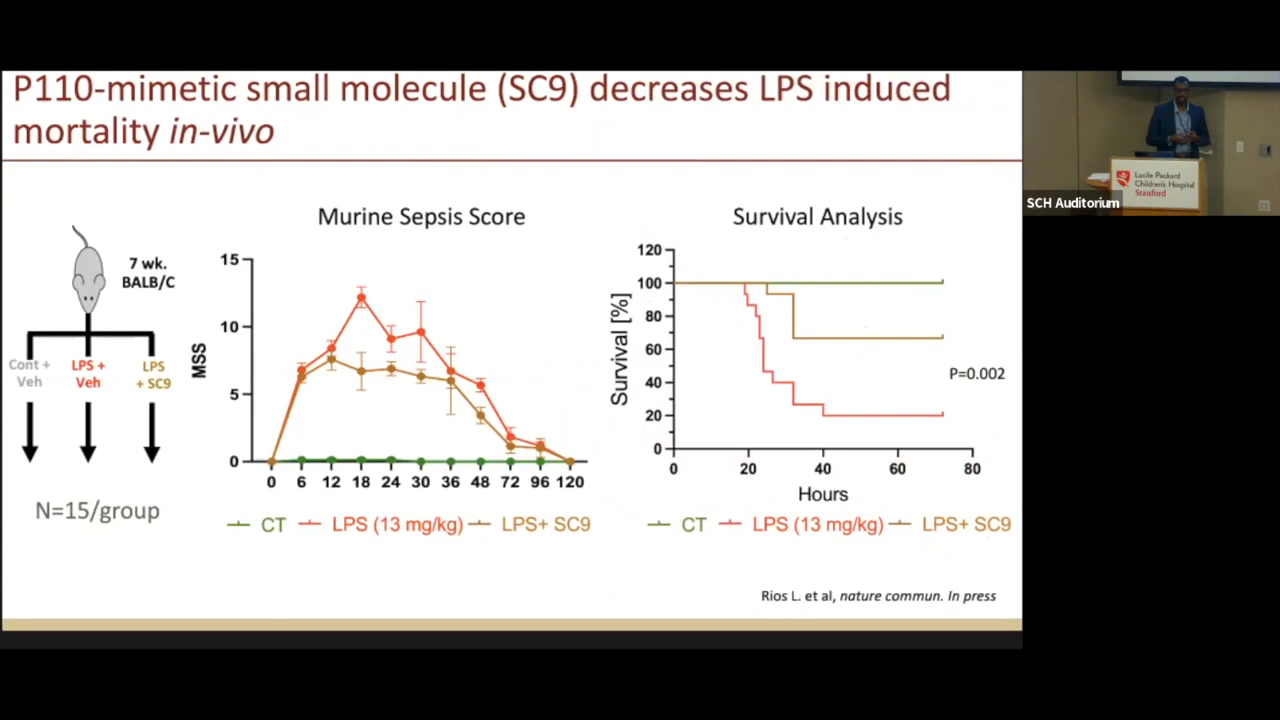 P110-mimetic small molecule (SC9) decreases LPS induced
mortality in-vivo
7 wk.
BALB/C
Cont +
Veh
LPS +
Veh
LPS
+ SC9
N=15/group
Murine Sepsis Score
MSS
15
10
5
0
0 6 12 18 24 30 36 48 72 96 120
CT LPS (13 mg/kg) LPS+ SC9
Survival Analysis
Survival [%]
120
100
80
60
40
20
0
0 20 40 60 80
Hours
P=0.002
CT LPS (13 mg/kg) LPS+ SC9
Rios L. et al, nature commun. In press
Lucile Packard
Children's Hospital
Stanford
SCH Auditorium